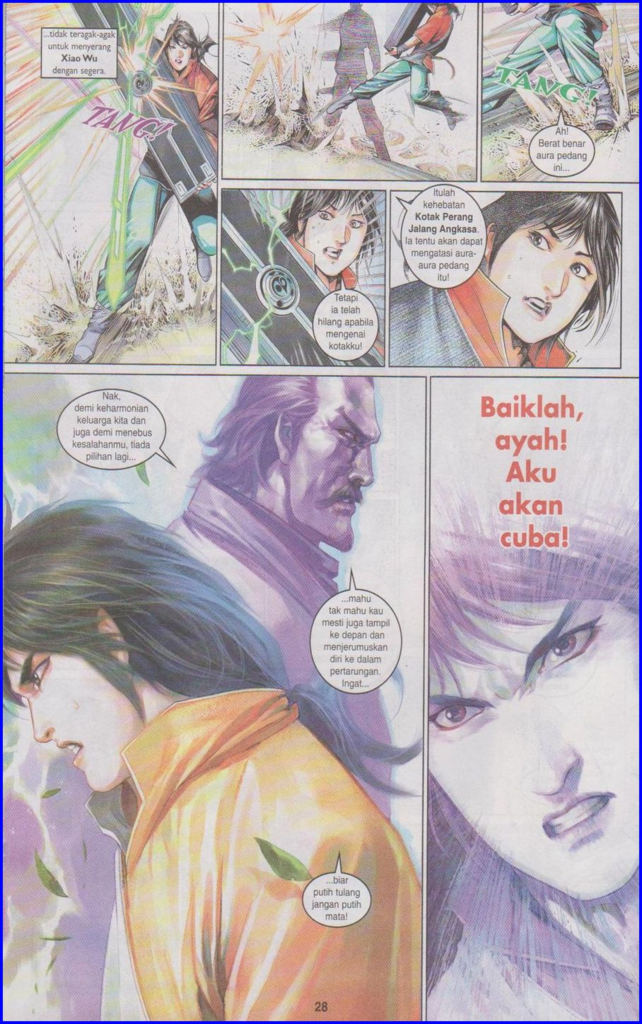 ...tidak teragak-agak
untuk menyerang
Xiao Wu
dengan segera.
TANG!
TANG!
Ah!
Berat benar
aura pedang
ini...
Tetapi
ia telah
hilang apabila
mengenai
kotakku!
Itulah
kehebatan
Kotak Perang
Jalang Angkasa.
Ia tentu akan dapat
mengatasi aura-
aura pedang
itu!
Nak,
demi keharmonian
keluarga kita dan
juga demi menebus
kesalahanmu, tiada
pilihan lagi...
...mahu
tak mahu kau
mesti juga tampil
ke depan dan
menjerumuskan
diri ke dalam
pertarungan.
Ingat...
...biar
putih tulang
jangan putih
mata!
Baiklah,
ayah!
Aku
akan
cuba!
28